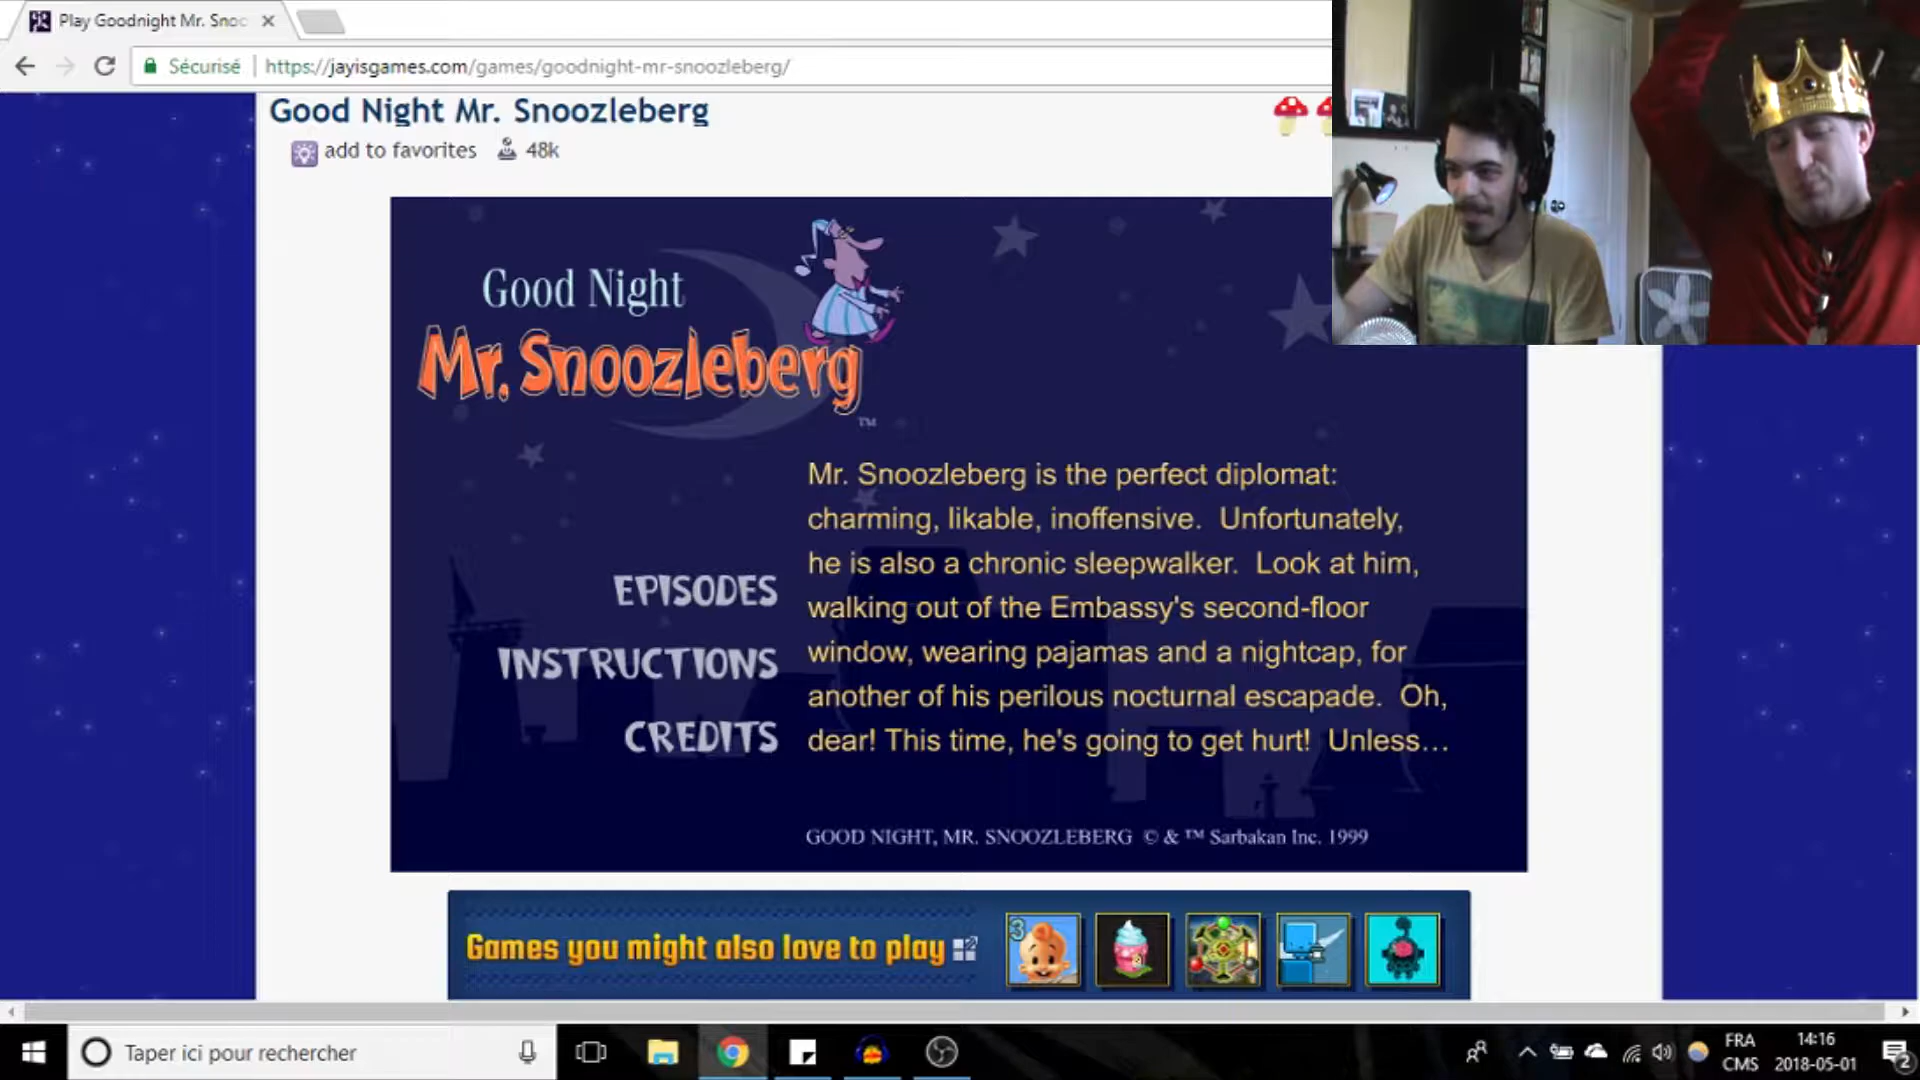 Play Goodnight Mr. Snoo
Sécurisé
https://jayisgames.com/games/goodnight-mr-snoozleberg/
Good Night Mr. Snoozleberg
add to favorites
48k
Good Night
Mr. Snoozleberg
TM
EPISODES
INSTRUCTIONS
CREDITS
Mr. Snoozleberg is the perfect diplomat:
charming, likable, inoffensive. Unfortunately,
he is also a chronic sleepwalker. Look at him,
walking out of the Embassy's second-floor
window, wearing pajamas and a nightcap, for
another of his perilous nocturnal escapade. Oh,
dear! This time, he's going to get hurt! Unless...
GOOD NIGHT, MR. SNOOZLEBERG © & ™ Sarbakan Inc. 1999
Games you might also love to play
3
Taper ici pour rechercher
FRA
CMS
14:16
2018-05-01
2